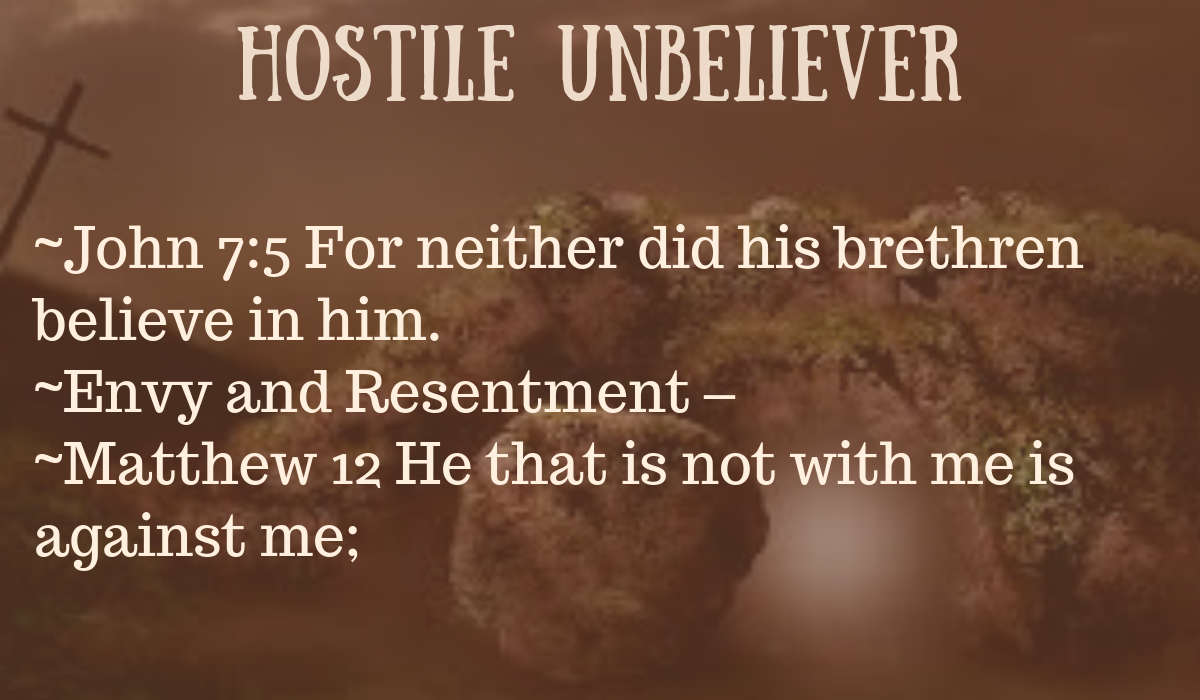 HOSTILE UNBELIEVER
~John 7:5 For neither did his brethren
believe in him.
~Envy and Resentment –
~Matthew 12 He that is not with me is
against me;